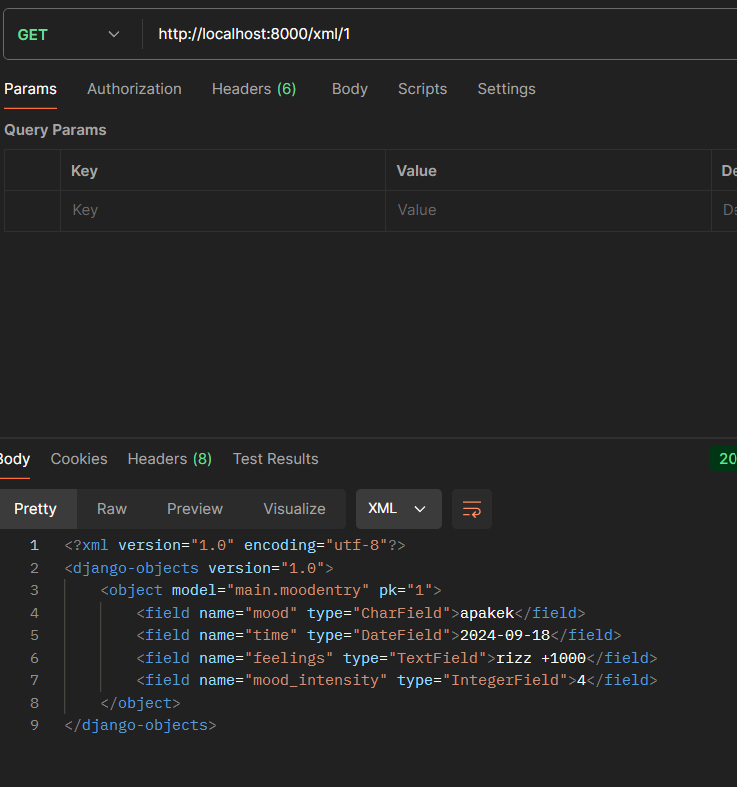 GET http://localhost:8000/xml/1
Params Authorization Headers (6) Body Scripts Settings
Query Params
Key Value De
Key Value De
Body Cookies Headers (8) Test Results 20
Pretty Raw Preview Visualize XML
1 <?xml version="1.0" encoding="utf-8"?>
2 <django-objects version="1.0">
3 <object model="main.moodentry" pk="1">
4 <field name="mood" type="CharField">apakek</field>
5 <field name="time" type="DateField">2024-09-18</field>
6 <field name="feelings" type="TextField">rizz +1000</field>
7 <field name="mood_intensity" type="IntegerField">4</field>
8 </object>
9 </django-objects>